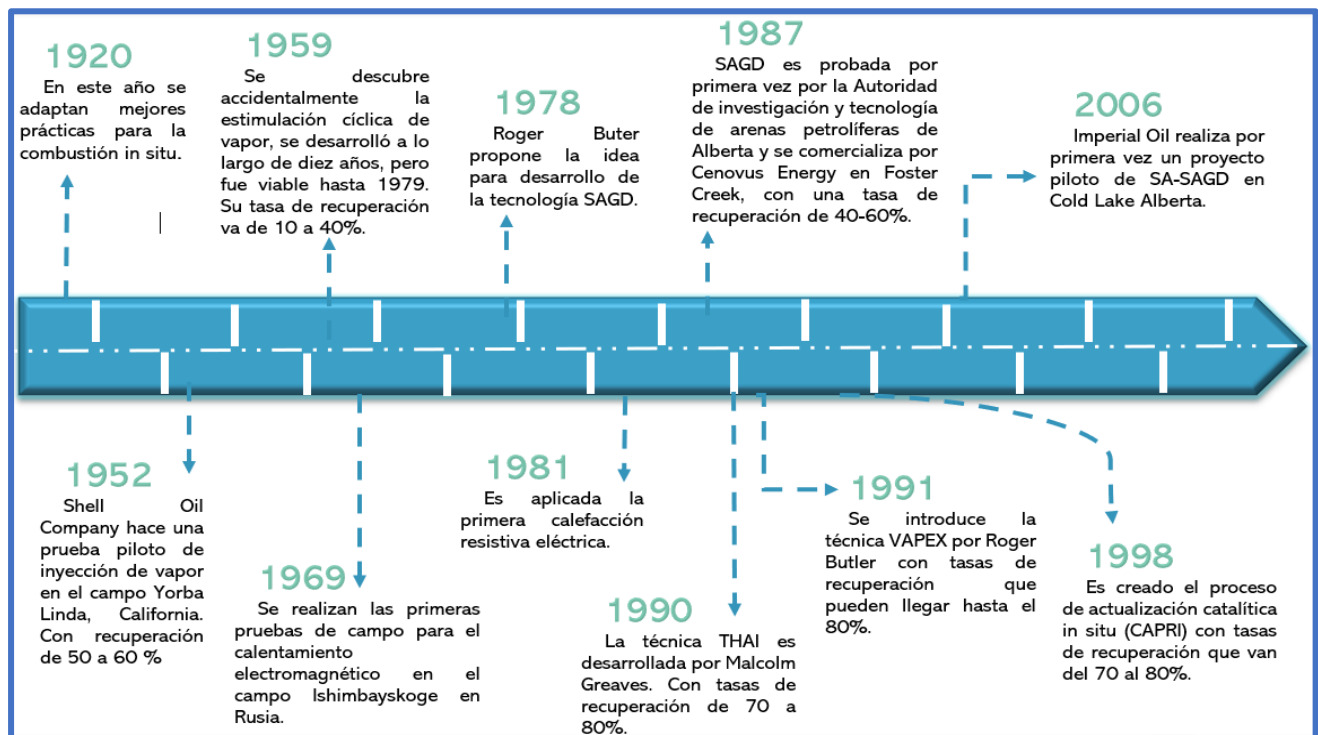 1920
En este año se
adaptan mejores
prácticas para la
combustión in situ.
1959
Se descubre
accidentalmente la
estimulación cíclica de
vapor, se desarrolló a lo
largo de diez años, pero
fue viable hasta 1979.
Su tasa de recuperación
va de 10 a 40%.
1978
Roger Buter
propone la idea
para desarrollo de
la tecnología SAGD.
1987
SAGD es probada por
primera vez por la Autoridad
de investigación y tecnología
de arenas petrolíferas de
Alberta y se comercializa por
Cenovus Energy en Foster
Creek, con una tasa de
recuperación de 40-60%.
2006
Imperial Oil realiza por
primera vez un proyecto
piloto de SA-SAGD en
Cold Lake Alberta.
1952
Shell Oil
Company hace una
prueba piloto de
inyección de vapor
en el campo Yorba
Linda, California.
Con recuperación
de 50 a 60 %
1969
Se realizan las primeras
pruebas de campo para el
calentamiento
electromagnético en el
campo Ishimbayskoge en
Rusia.
1981
Es aplicada la
primera calefacción
resistiva eléctrica.
1990
La técnica THAI es
desarrollada por Malcolm
Greaves. Con tasas de
recuperación de 70 a
80%.
1991
Se introduce la
técnica VAPEX por Roger
Butler con tasas de
recuperación que
pueden llegar hasta el
80%.
1998
Es creado el proceso
de actualización catalítica
in situ (CAPRI) con tasas
de recuperación que van
del 70 al 80%.